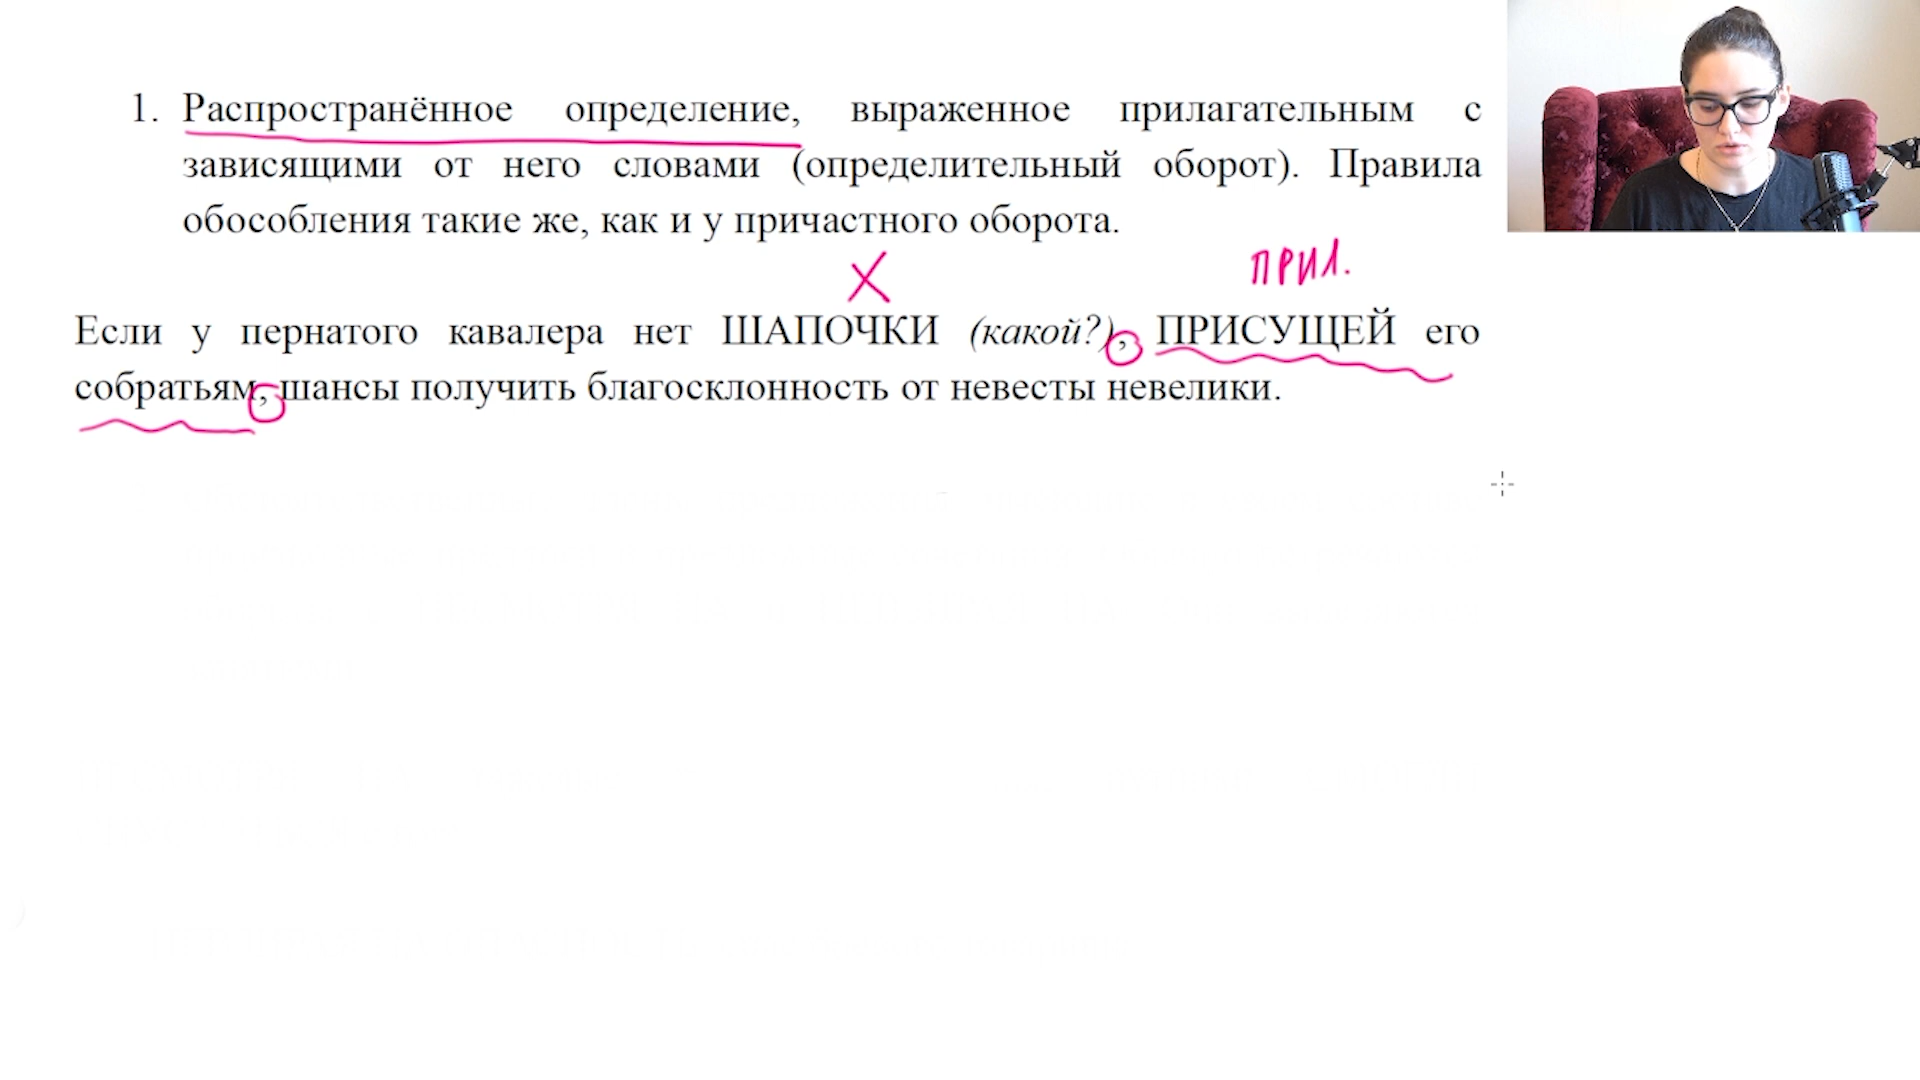 1. Распространённое определение, выраженное прилагательным с
зависящими от него словами (определительный оборот). Правила
обособления такие же, как и у причастного оборота.
X ПРИЛ.
Если у пернатого кавалера нет ШАПОЧКИ (какой?), ПРИСУЩЕЙ его
собратьям, шансы получить благосклонность от невесты невелики.